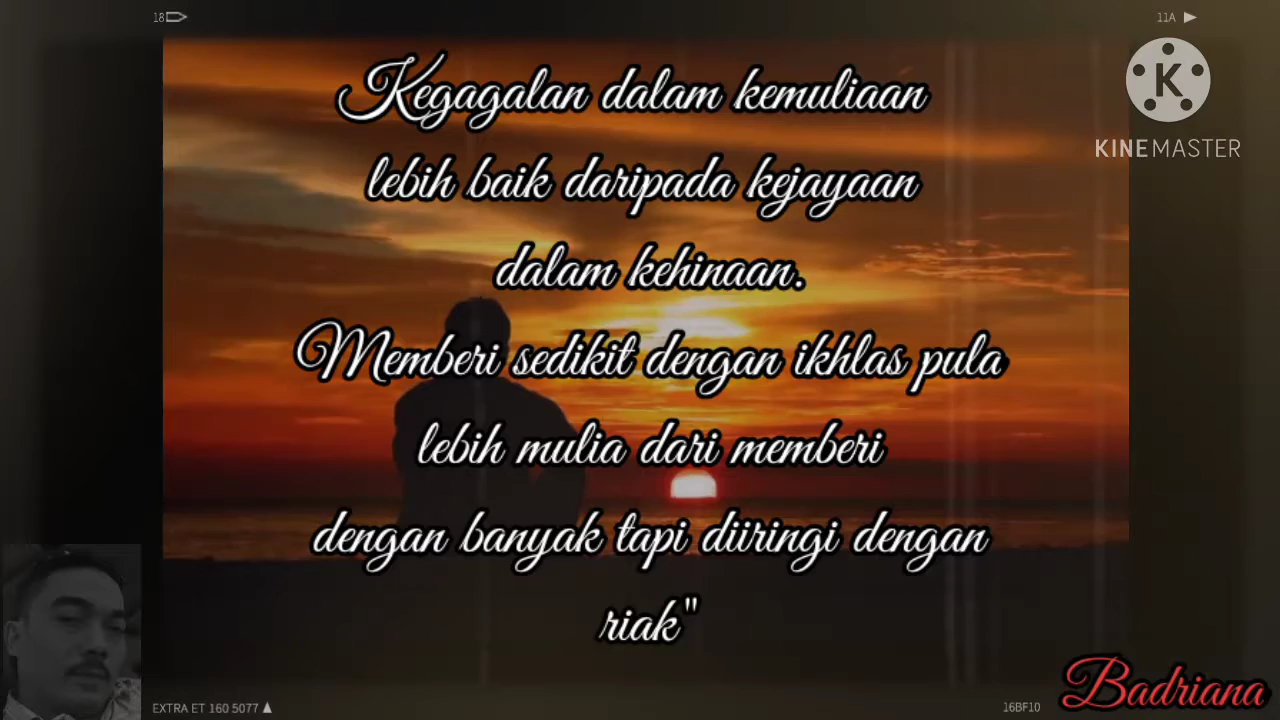 18
11A
KINEMASTER
Kegagalan dalam kemuliaan
lebih baik daripada kejayaan
dalam kehinaan.
Memberi sedikit dengan ikhlas pula
lebih mulia dari memberi
dengan banyak tapi diiringi dengan
riak"
Badriana
EXTRA ET 160 5077
16BF10